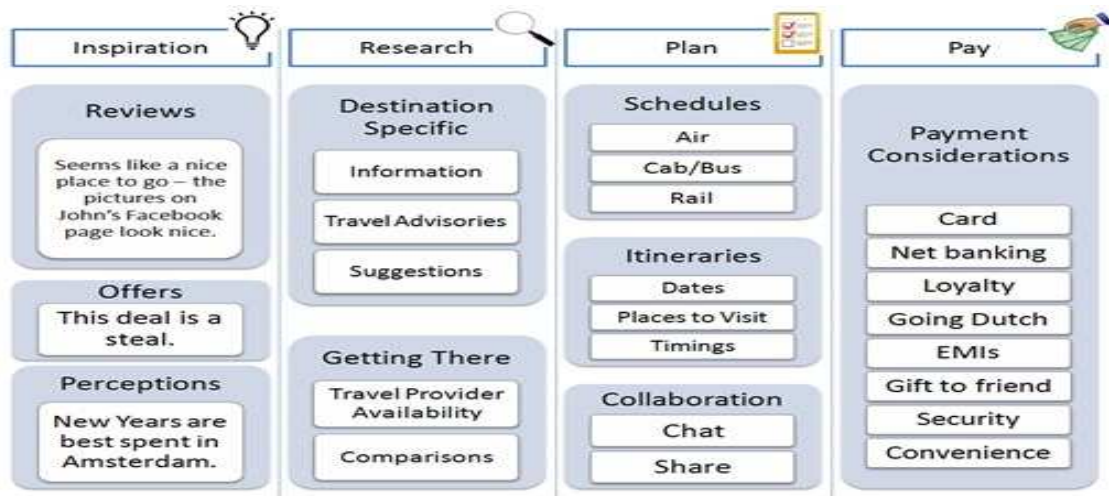 Inspiration
Reviews
Seems like a nice
place to go – the
pictures on
John's Facebook
page look nice.
Offers
This deal is a
steal.
Perceptions
New Years are
best spent in
Amsterdam.
Research
Destination
Specific
Information
Travel Advisories
Suggestions
Getting There
Travel Provider
Availability
Comparisons
Plan
Schedules
Air
Cab/Bus
Rail
Itineraries
Dates
Places to Visit
Timings
Collaboration
Chat
Share
Pay
Payment
Considerations
Card
Net banking
Loyalty
Going Dutch
EMIs
Gift to friend
Security
Convenience